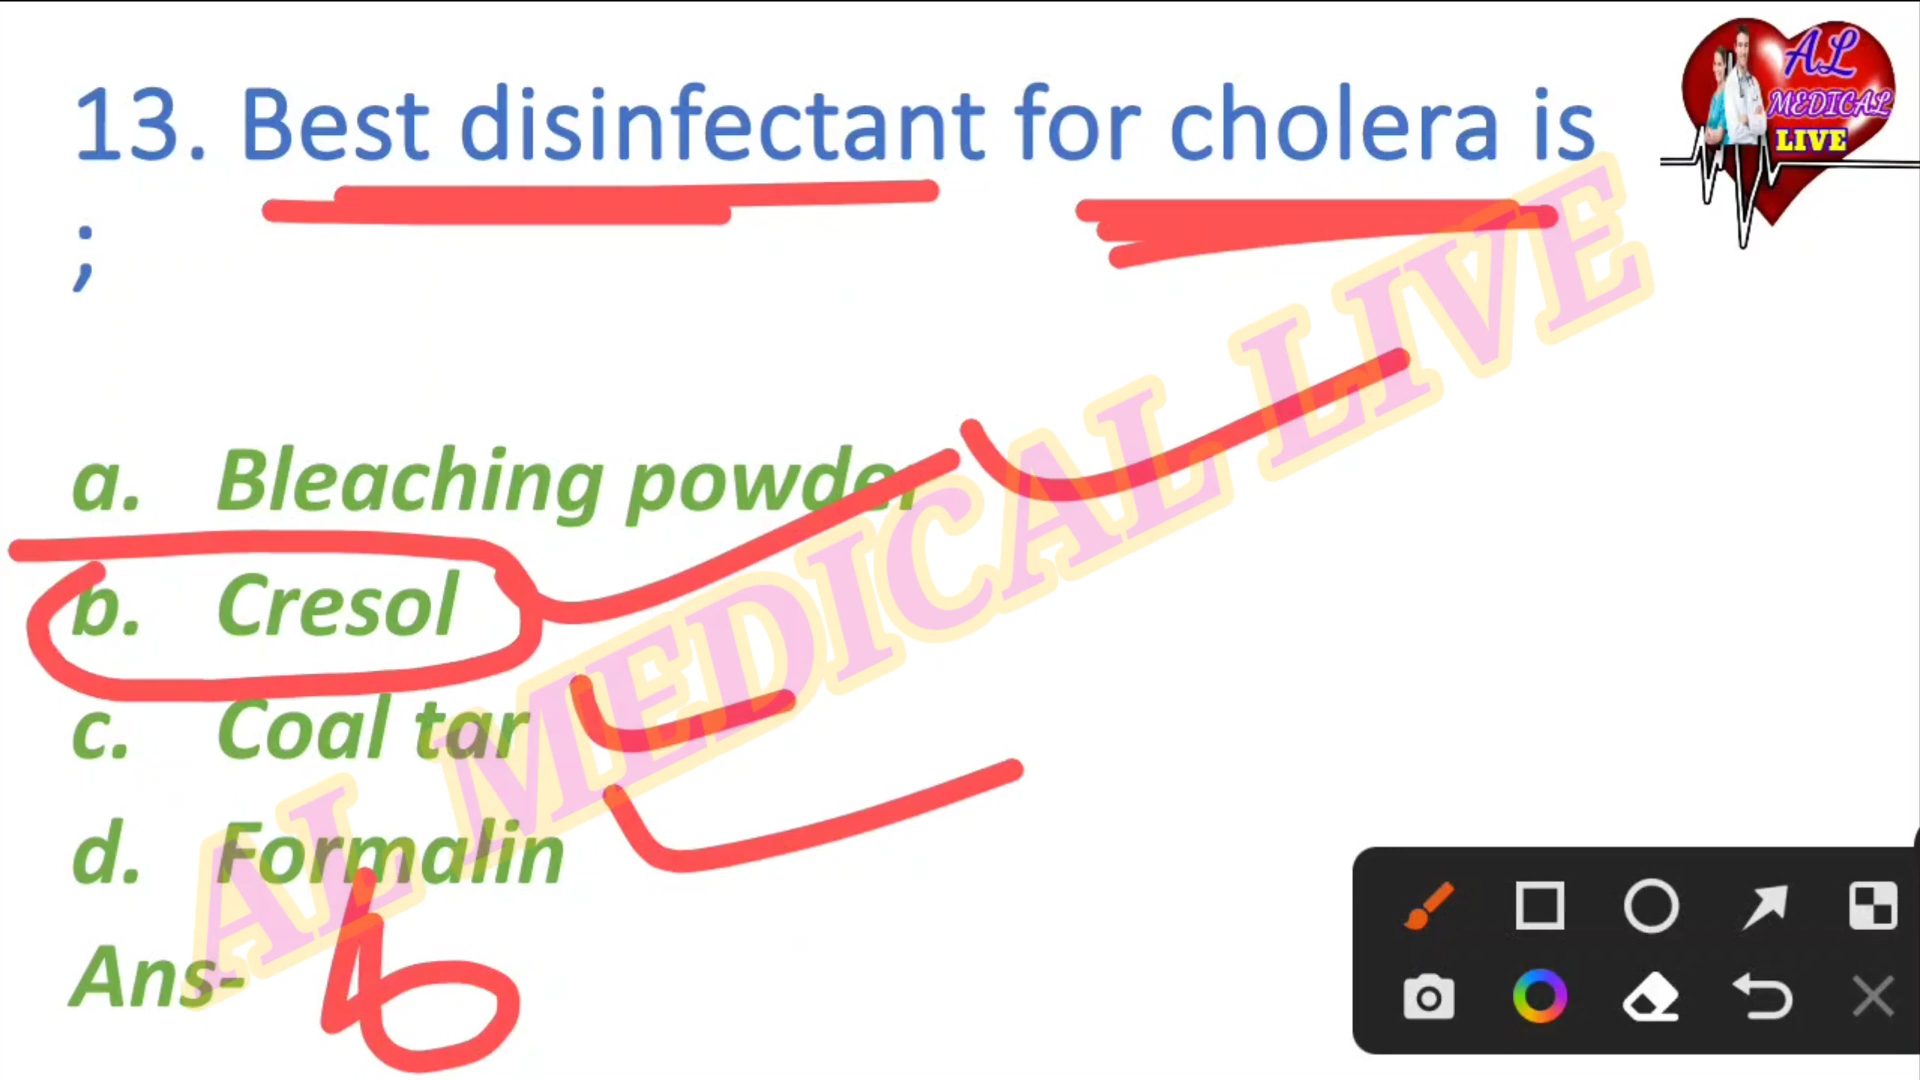 13. Best disinfectant for cholera is
;
a. Bleaching powder
b. Cresol
c. Coal tar
d. Formalin
Ans- b
AL MEDICAL LIVE
AL
MEDICAL
LIVE